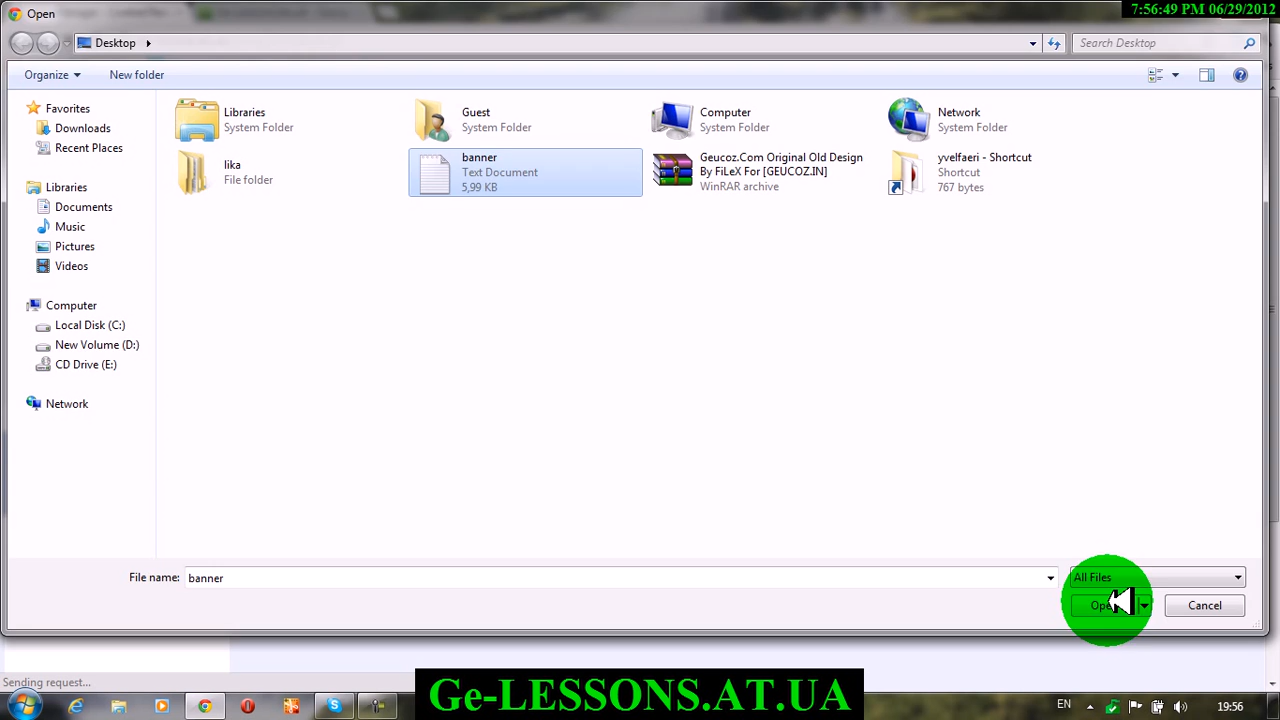 Open
7:56:49 PM 06/29/2012
Desktop
Search Desktop
Organize
New folder
Favorites
Downloads
Recent Places
Libraries
Documents
Music
Pictures
Videos
Computer
Local Disk (C:)
New Volume (D:)
CD Drive (E:)
Network
Libraries
System Folder
Guest
System Folder
Computer
System Folder
Network
System Folder
lika
File folder
banner
Text Document
5,99 KB
Geucoz.Com Original Old Design
By FiLeX For [GEUCOZ.IN]
WinRAR archive
yvelfaeri - Shortcut
Shortcut
767 bytes
File name:
banner
All Files
Cancel
Sending request...
Ge-LESSONS.AT.UA
EN
19:56